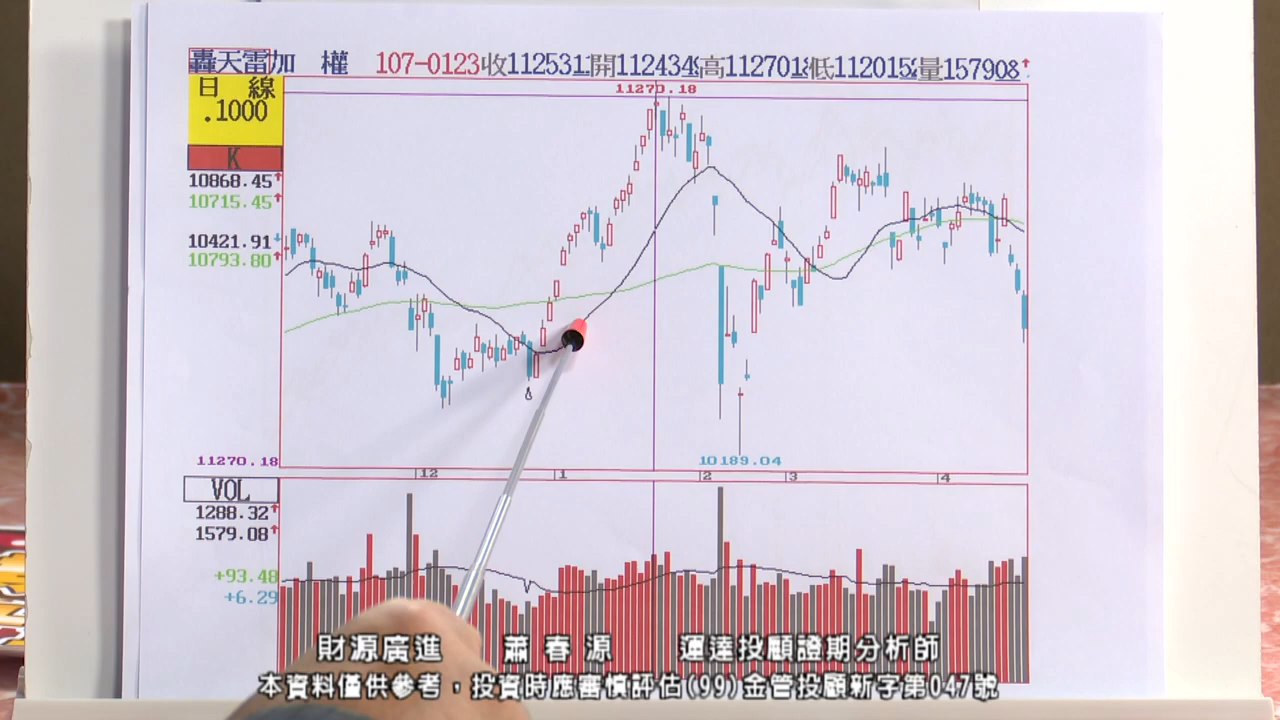 轟天雷加 權 107-0123收112531開112434高112701低112015量157908↑
日 線
.1000
K
10868.45↑
10715.45↑
10421.91↓
10793.80↑
11270.18
11270.18
10189.04
12 1 2 3 4
VOL
1288.32↑
1579.08↑
+93.48
+6.29
財源廣進 蕭春源 運達投顧證期分析師
本資料僅供參考，投資時應審慎評估(99)金管投顧新字第047號